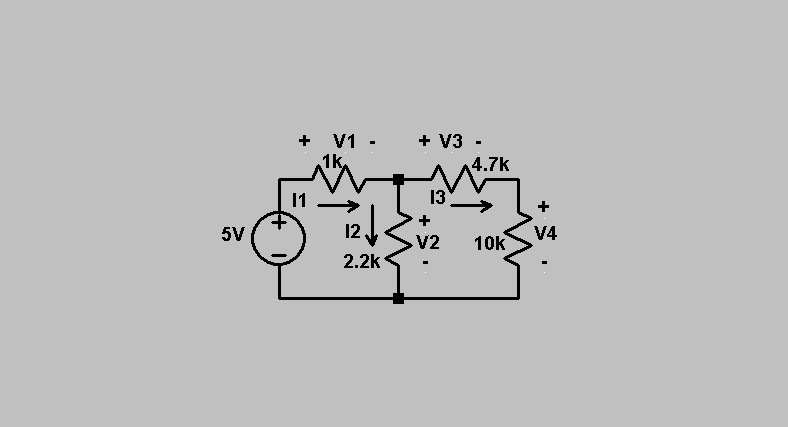 + V1 - + V3 -
1k 4.7k
I1 I3
+ +
5V + I2 V2 10k V4
2.2k
- - -